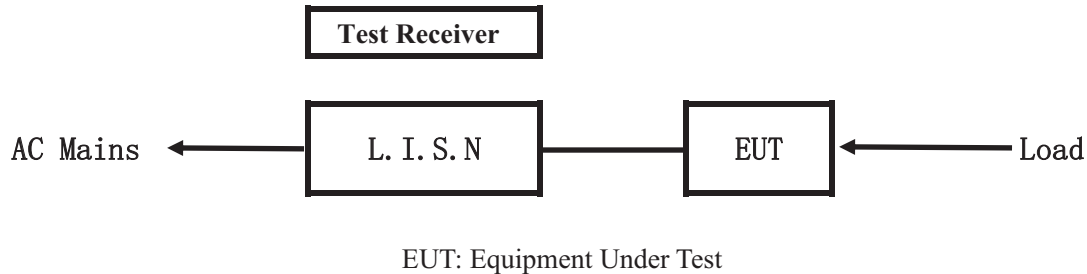 Test Receiver
AC Mains L.I.S.N EUT Load
EUT: Equipment Under Test